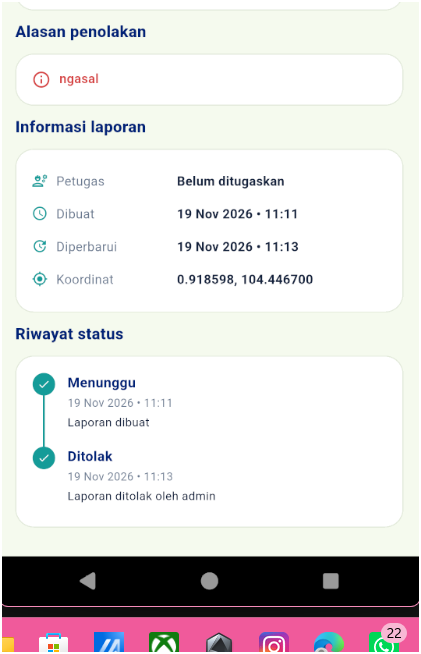 Alasan penolakan
ngasal
Informasi laporan
Petugas Belum ditugaskan
Dibuat 19 Nov 2026 • 11:11
Diperbarui 19 Nov 2026 • 11:13
Koordinat 0.918598, 104.446700
Riwayat status
Menunggu
19 Nov 2026 • 11:11
Laporan dibuat
Ditolak
19 Nov 2026 • 11:13
Laporan ditolak oleh admin
22